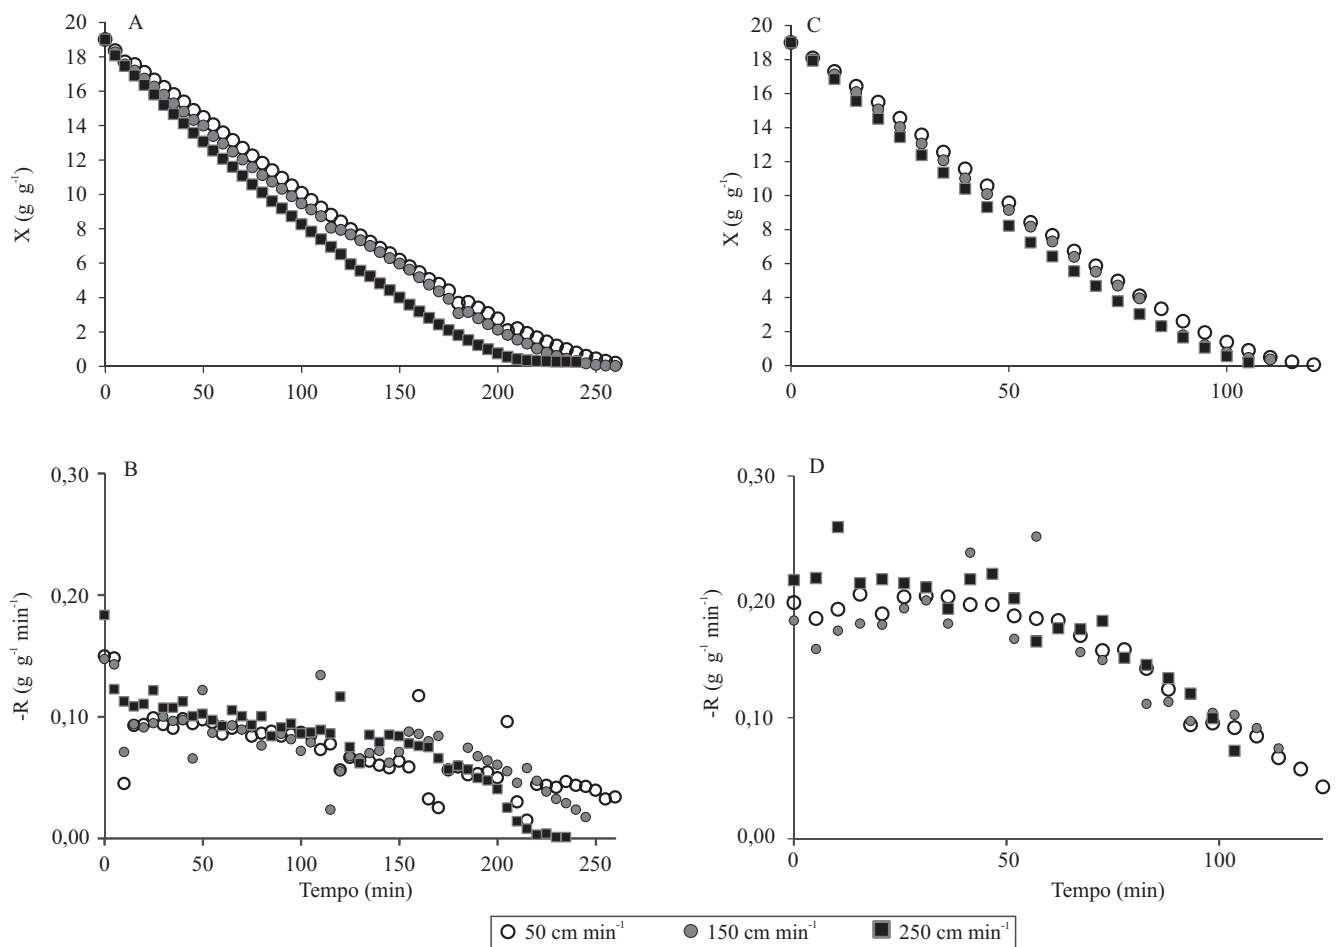 A
20
18
16
14
12
10
8
6
4
2
0
X (g g⁻¹)
0 50 100 150 200 250
C
20
18
16
14
12
10
8
6
4
2
0
X (g g⁻¹)
0 50 100
B
0,30
0,20
0,10
0,00
-R (g g⁻¹ min⁻¹)
0 50 100 150 200 250
Tempo (min)
D
0,30
0,20
0,10
0,00
-R (g g⁻¹ min⁻¹)
0 50 100
Tempo (min)
50 cm min⁻¹ 150 cm min⁻¹ 250 cm min⁻¹